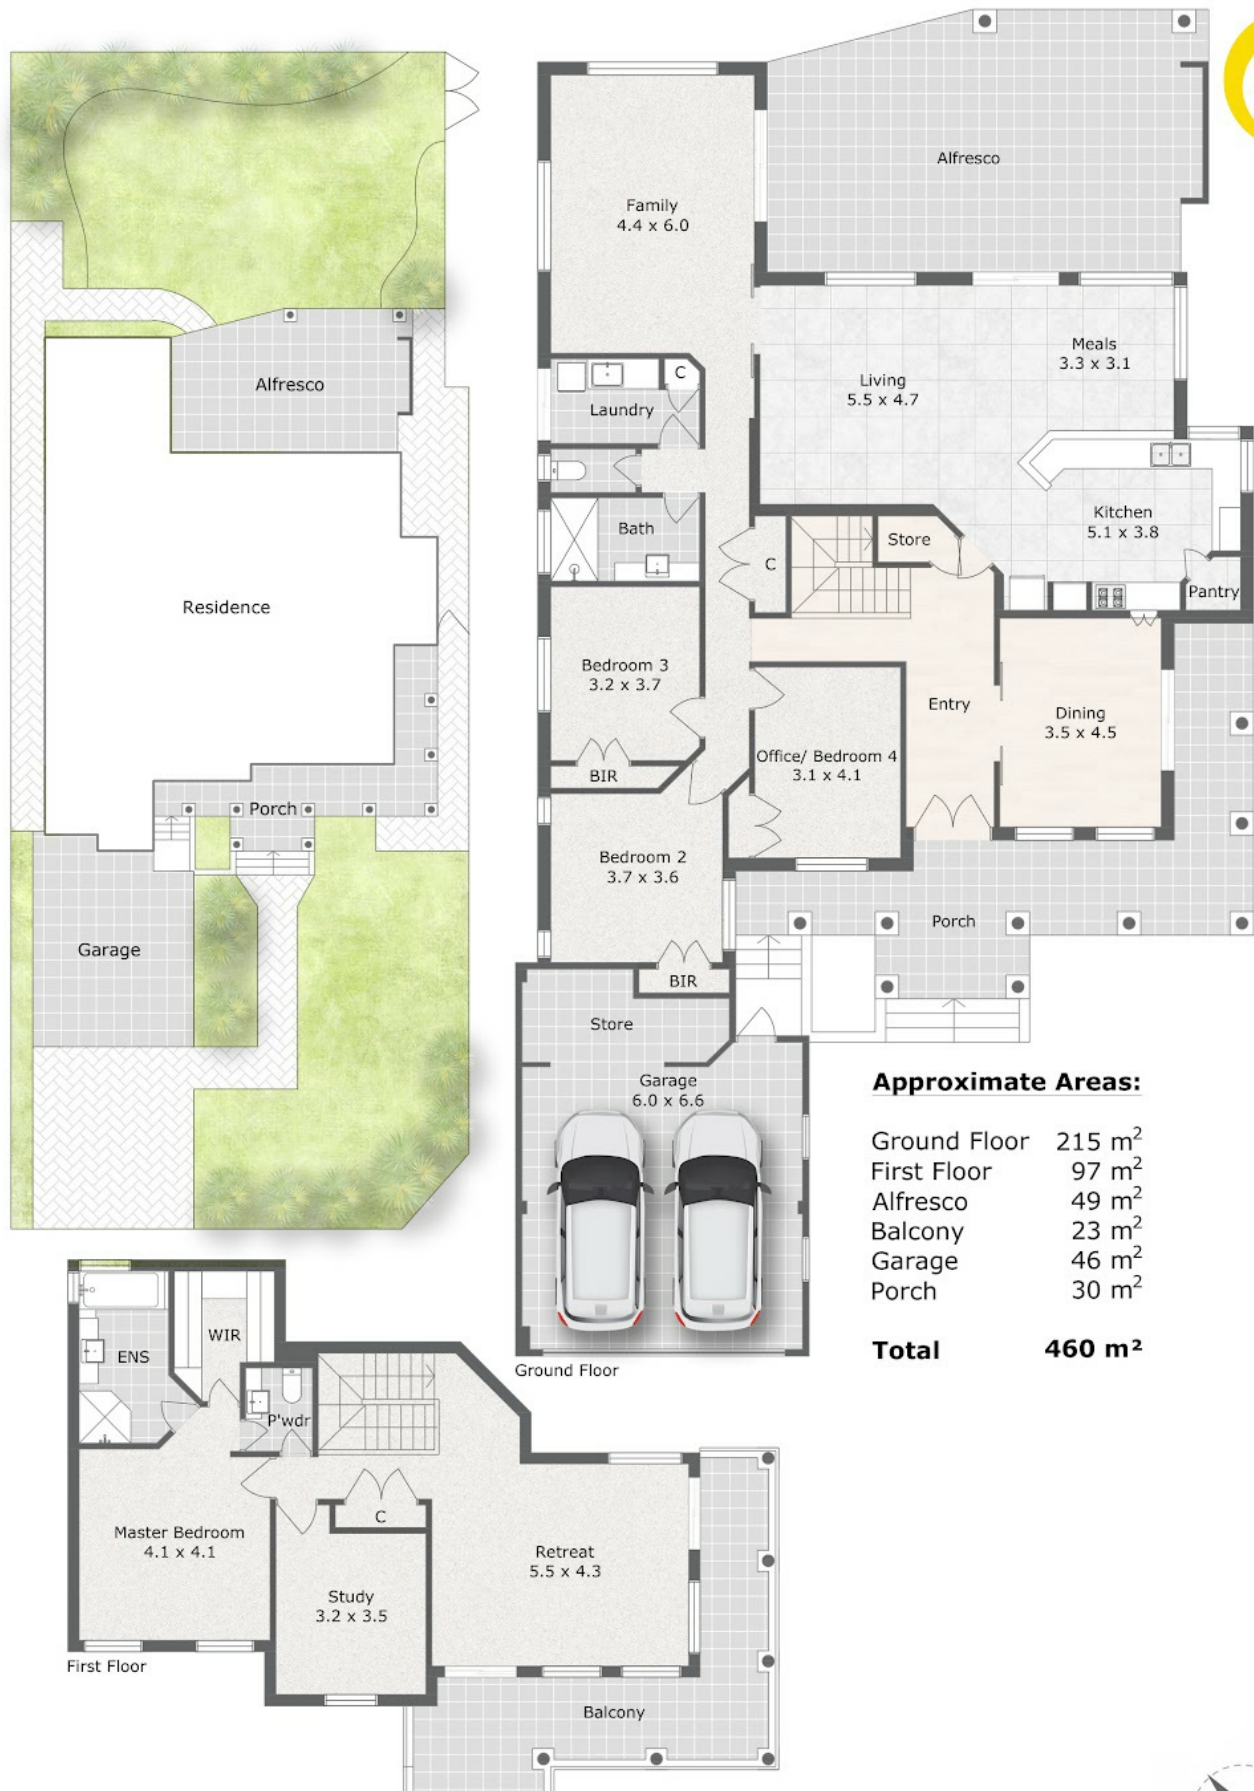 Alfresco
Residence
Porch
Garage
Alfresco
Family
4.4 x 6.0
Meals
3.3 x 3.1
Living
5.5 x 4.7
C
Laundry
Kitchen
5.1 x 3.8
Bath
Store
C
Pantry
Bedroom 3
3.2 x 3.7
Entry
Dining
3.5 x 4.5
Office/ Bedroom 4
3.1 x 4.1
BIR
Bedroom 2
3.7 x 3.6
Porch
BIR
Store
Garage
6.0 x 6.6
Ground Floor
Approximate Areas:
Ground Floor 215 m²
First Floor 97 m²
Alfresco 49 m²
Balcony 23 m²
Garage 46 m²
Porch 30 m²
Total 460 m²
WIR
ENS
P'wdr
C
Master Bedroom
4.1 x 4.1
Retreat
5.5 x 4.3
Study
3.2 x 3.5
First Floor
Balcony